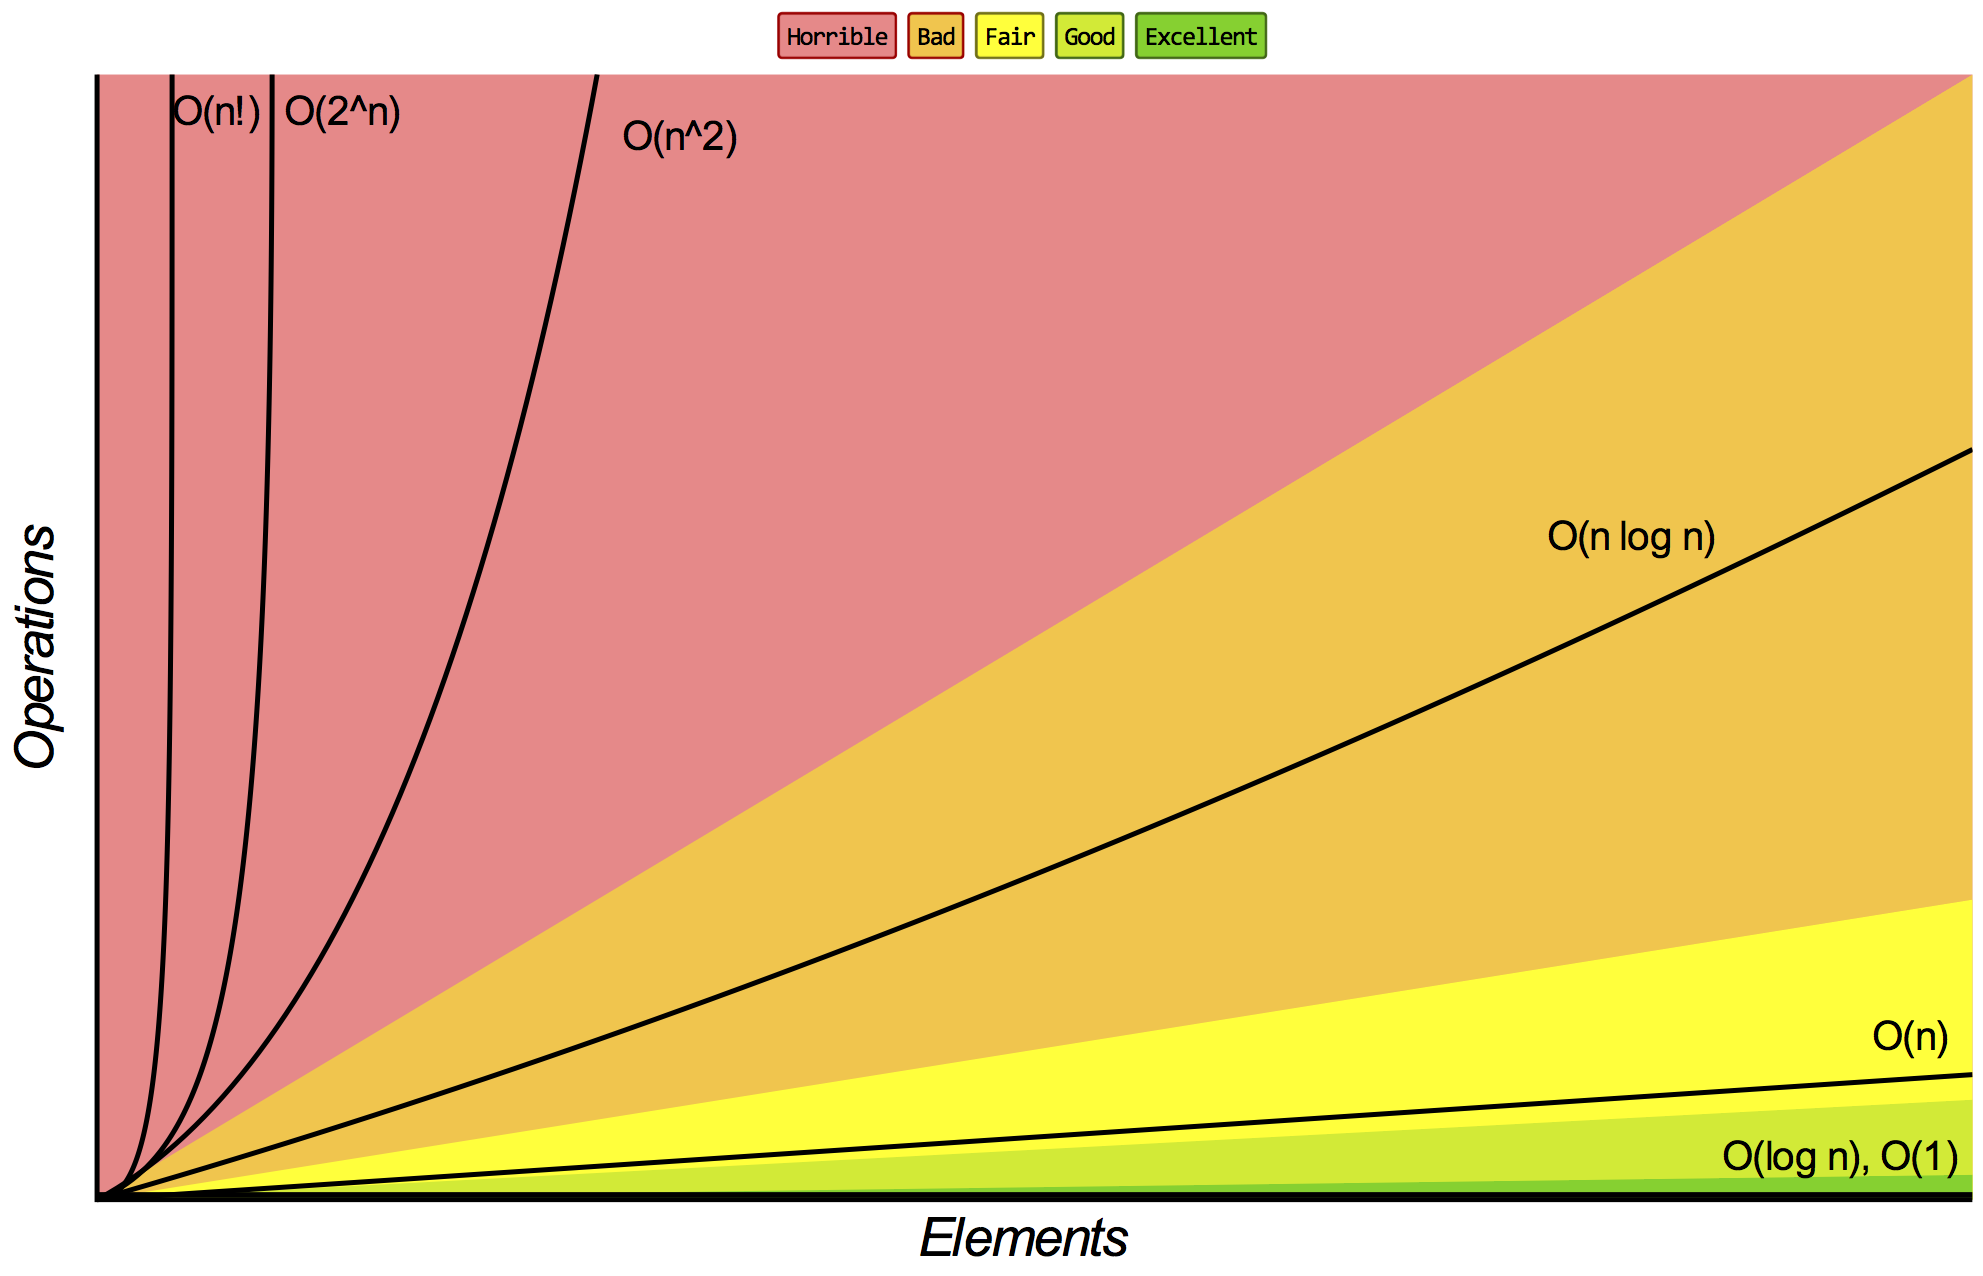 Horrible Bad Fair Good Excellent
O(n!) O(2^n)
O(n^2)
O(n log n)
O(n)
O(log n), O(1)
Operations
Elements